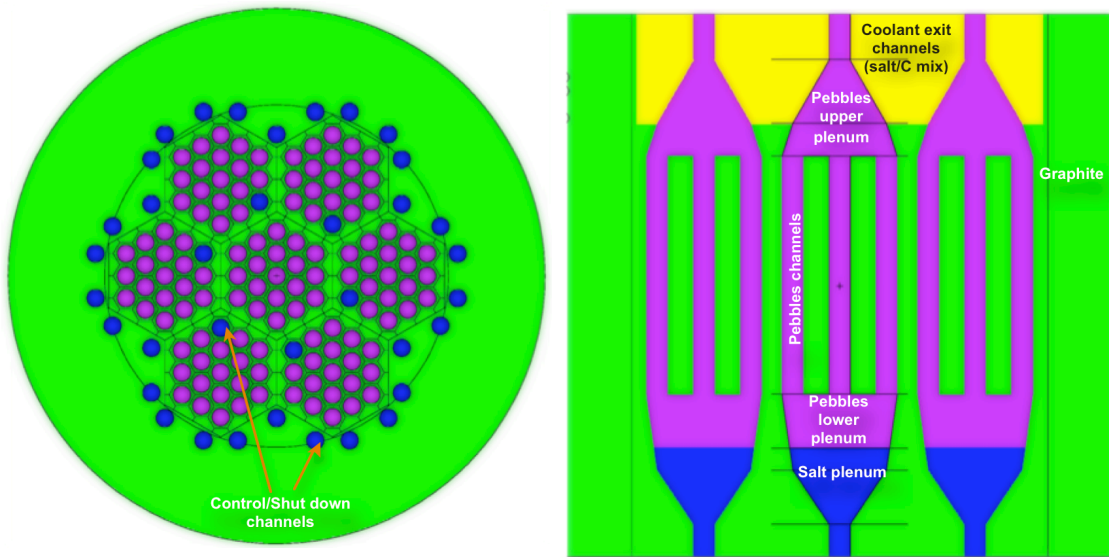 Control/Shut down
channels
Coolant exit
channels
(salt/C mix)
Pebbles
upper
plenum
Graphite
Pebbles channels
Pebbles
lower
plenum
Salt plenum